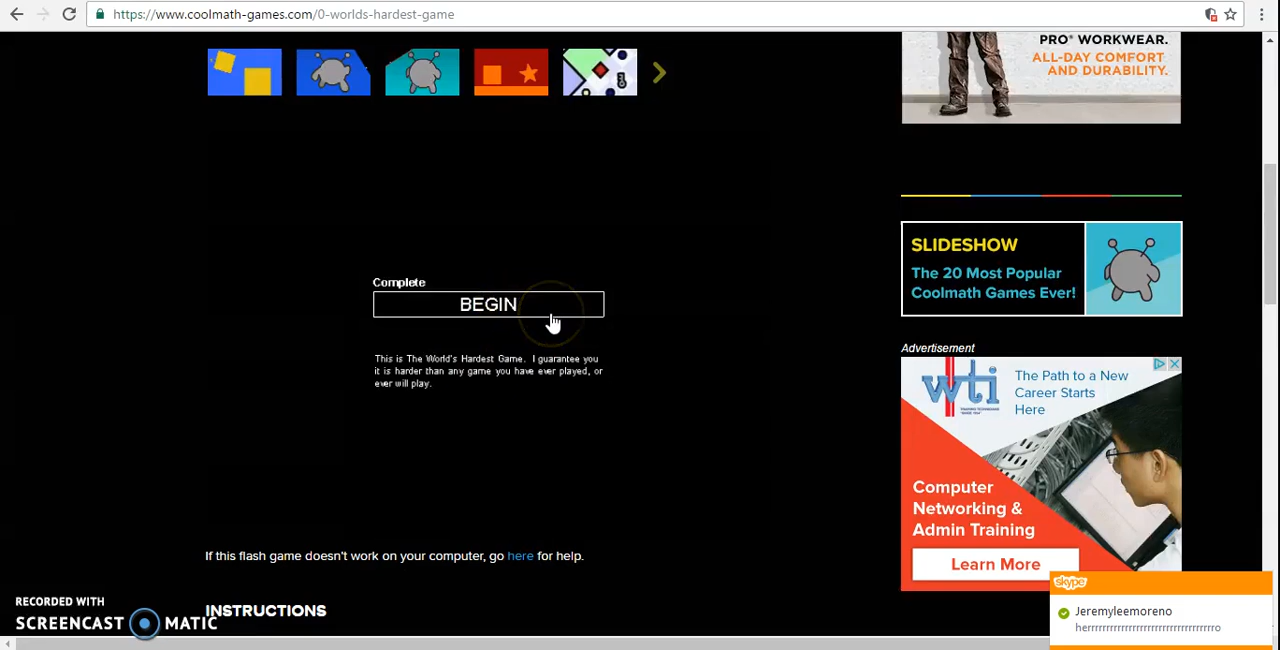 https://www.coolmath-games.com/0-worlds-hardest-game
PRO® WORKWEAR.
ALL-DAY COMFORT
AND DURABILITY.
SLIDESHOW
The 20 Most Popular
Coolmath Games Ever!
Complete
BEGIN
This is The World's Hardest Game. I guarantee you
it is harder than any game you have ever played, or
ever will play.
Advertisement
wti
The Path to a New
Career Starts
Here
Computer
Networking &
Admin Training
Learn More
If this flash game doesn't work on your computer, go here for help.
INSTRUCTIONS
RECORDED WITH
SCREENCAST MATIC
skype
Jeremyleemoreno